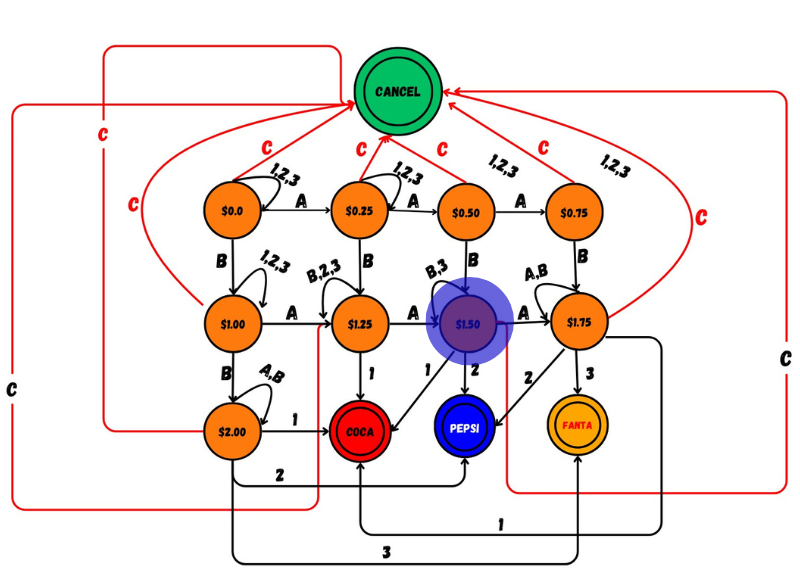 CANCEL
C
C
C
C
C
1,2,3
1,2,3
1,2,3
1,2,3
$0.0
A
$0.25
A
$0.50
A
$0.75
C
C
B
1,2,3
B,2,3
B
B,3
B
A,B
B
$1.00
A
$1.25
A
$1.50
A
$1.75
C
C
B
A,B
1
1
2
2
3
$2.00
1
COCA
PEPSI
FANTA
2
1
3